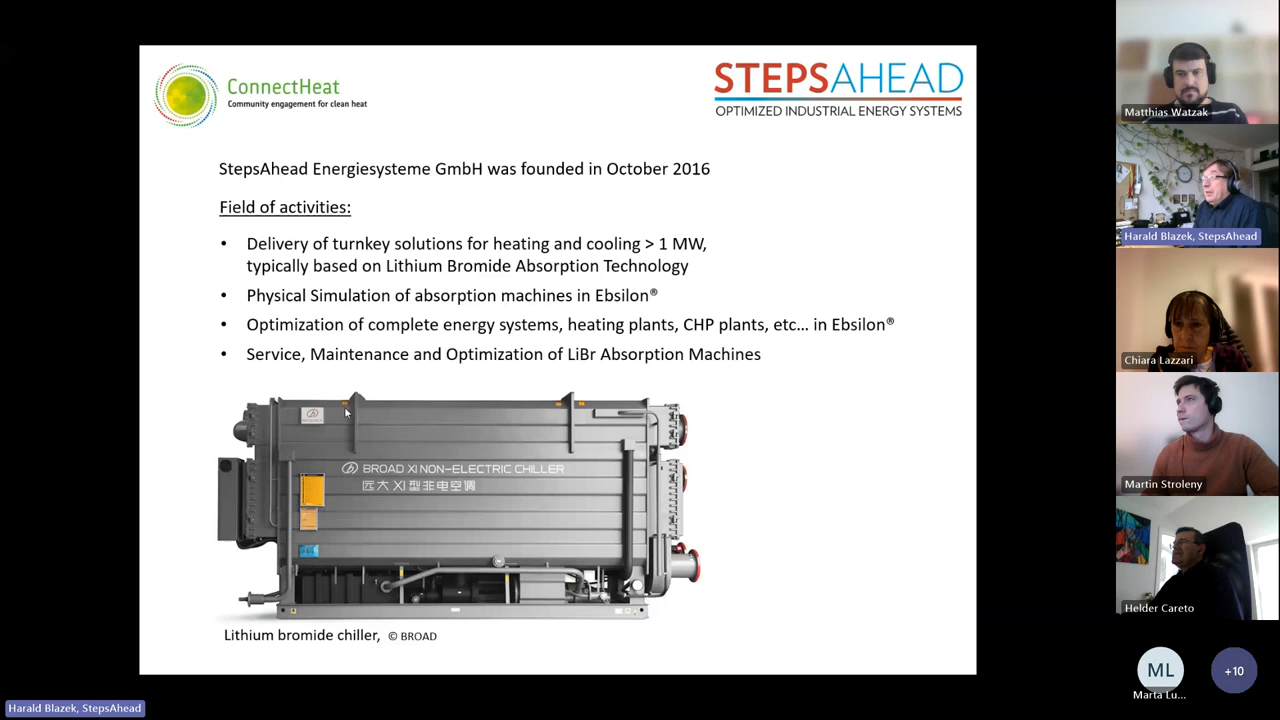 ConnectHeat
Community engagement for clean heat
STEPSAHEAD
OPTIMIZED INDUSTRIAL ENERGY SYSTEMS
StepsAhead Energiesysteme GmbH was founded in October 2016
Field of activities:
• Delivery of turnkey solutions for heating and cooling > 1 MW,
typically based on Lithium Bromide Absorption Technology
• Physical Simulation of absorption machines in Ebsilon®
• Optimization of complete energy systems, heating plants, CHP plants, etc... in Ebsilon®
• Service, Maintenance and Optimization of LiBr Absorption Machines
BROAD XI NON-ELECTRIC CHILLER
远大 XI 型非电空调
Lithium bromide chiller, © BROAD
Matthias Watzak
Harald Blazek, StepsAhead
Chiara Lazzari
Martin Stroleny
Helder Careto
ML
+10
Marta Lu...
Harald Blazek, StepsAhead